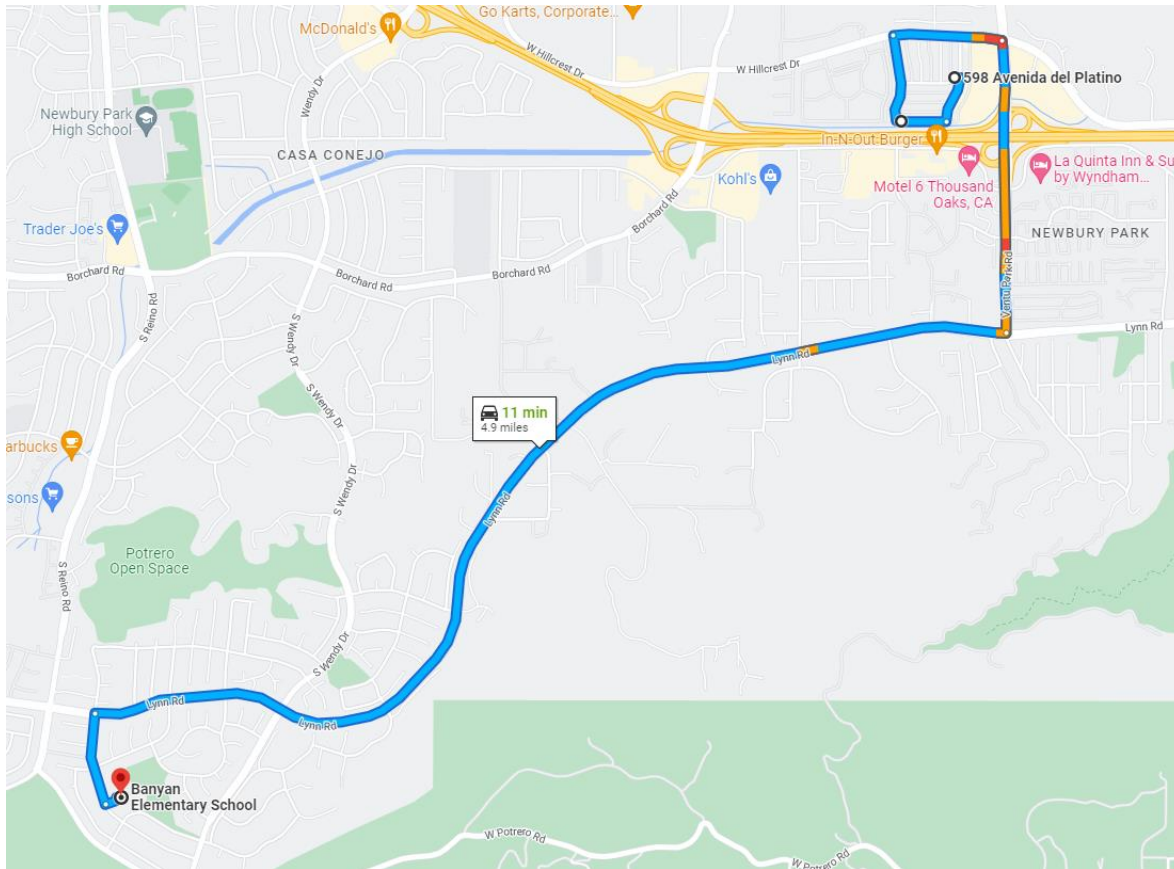 Go Karts, Corporate...
McDonald's
W Hillcrest Dr
W Hillcrest Dr
598 Avenida del Platino
Wendy Dr
Newbury Park
High School
In-N-Out Burger
CASA CONEJO
La Quinta Inn & Su
by Wyndham...
Kohl's
Motel 6 Thousand
Oaks, CA
Borchard Rd
Trader Joe's
NEWBURY PARK
Borchard Rd
Borchard Rd
Borchard Rd
S Reino Rd
Ventu Park Rd
S Wendy Dr
Lynn Rd
Lynn Rd
S Wendy Dr
11 min
4.9 miles
arbucks
S Wendy Dr
sons
Lynn Rd
Potrero
Open Space
S Reino Rd
S Wendy Dr
Lynn Rd
Lynn Rd
Banyan
Elementary School
W Potrero Rd
W Potrero Rd